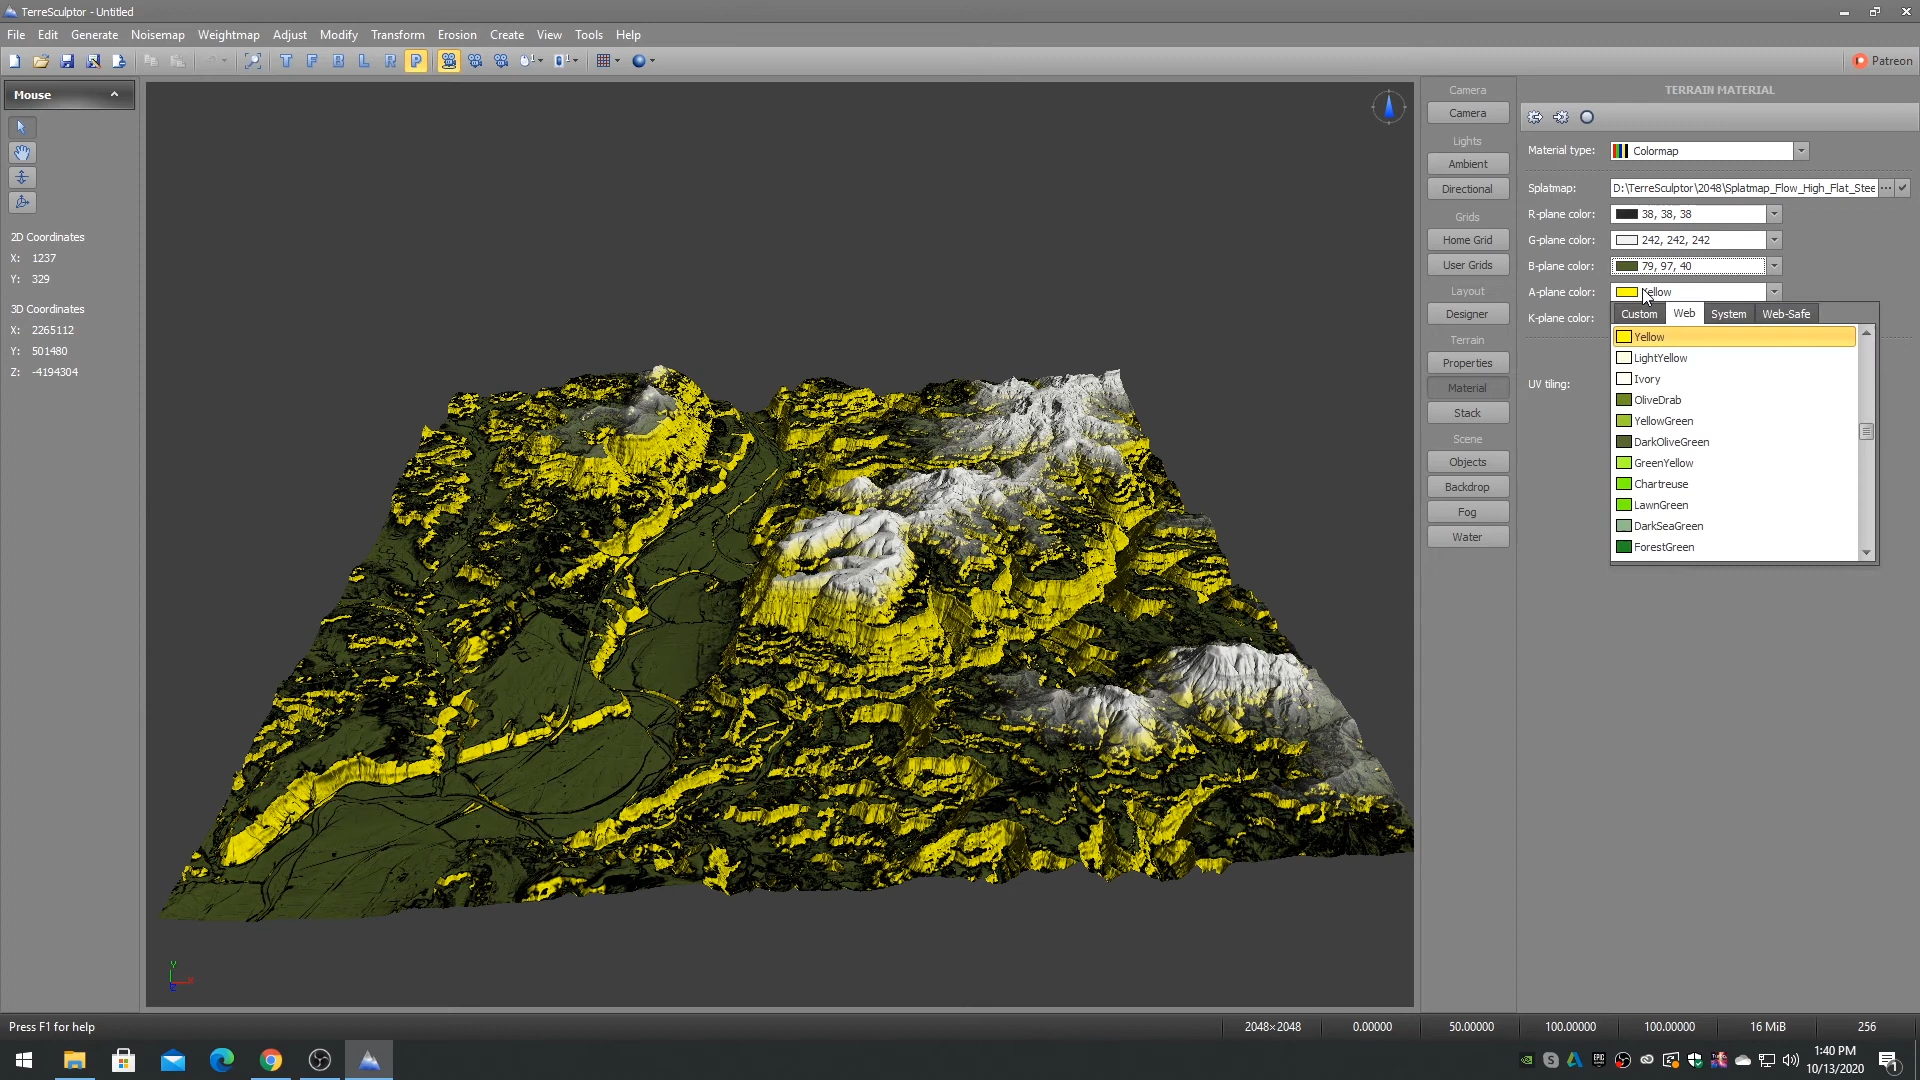 TerreSculptor - Untitled
File Edit Generate Noisemap Weightmap Adjust Modify Transform Erosion Create View Tools Help
T F B L R P
Patreon
Mouse
2D Coordinates
X: 1237
Y: 329
3D Coordinates
X: 2265112
Y: 501480
Z: -4194304
Y
X
Z
Camera
Camera
Lights
Ambient
Directional
Grids
Home Grid
User Grids
Layout
Designer
Terrain
Properties
Material
Stack
Scene
Objects
Backdrop
Fog
Water
TERRAIN MATERIAL
Material type: Colormap
Splatmap: D:\TerreSculptor\2048\Splatmap_Flow_High_Flat_Stee
R-plane color: 38, 38, 38
G-plane color: 242, 242, 242
B-plane color: 79, 97, 40
A-plane color: Yellow
K-plane color:
UV tiling:
Custom Web System Web-Safe
Yellow
LightYellow
Ivory
OliveDrab
YellowGreen
DarkOliveGreen
GreenYellow
Chartreuse
LawnGreen
DarkSeaGreen
ForestGreen
Press F1 for help
2048×2048 0.00000 50.00000 100.00000 100.00000 16 MiB 256
1:40 PM
10/13/2020
1